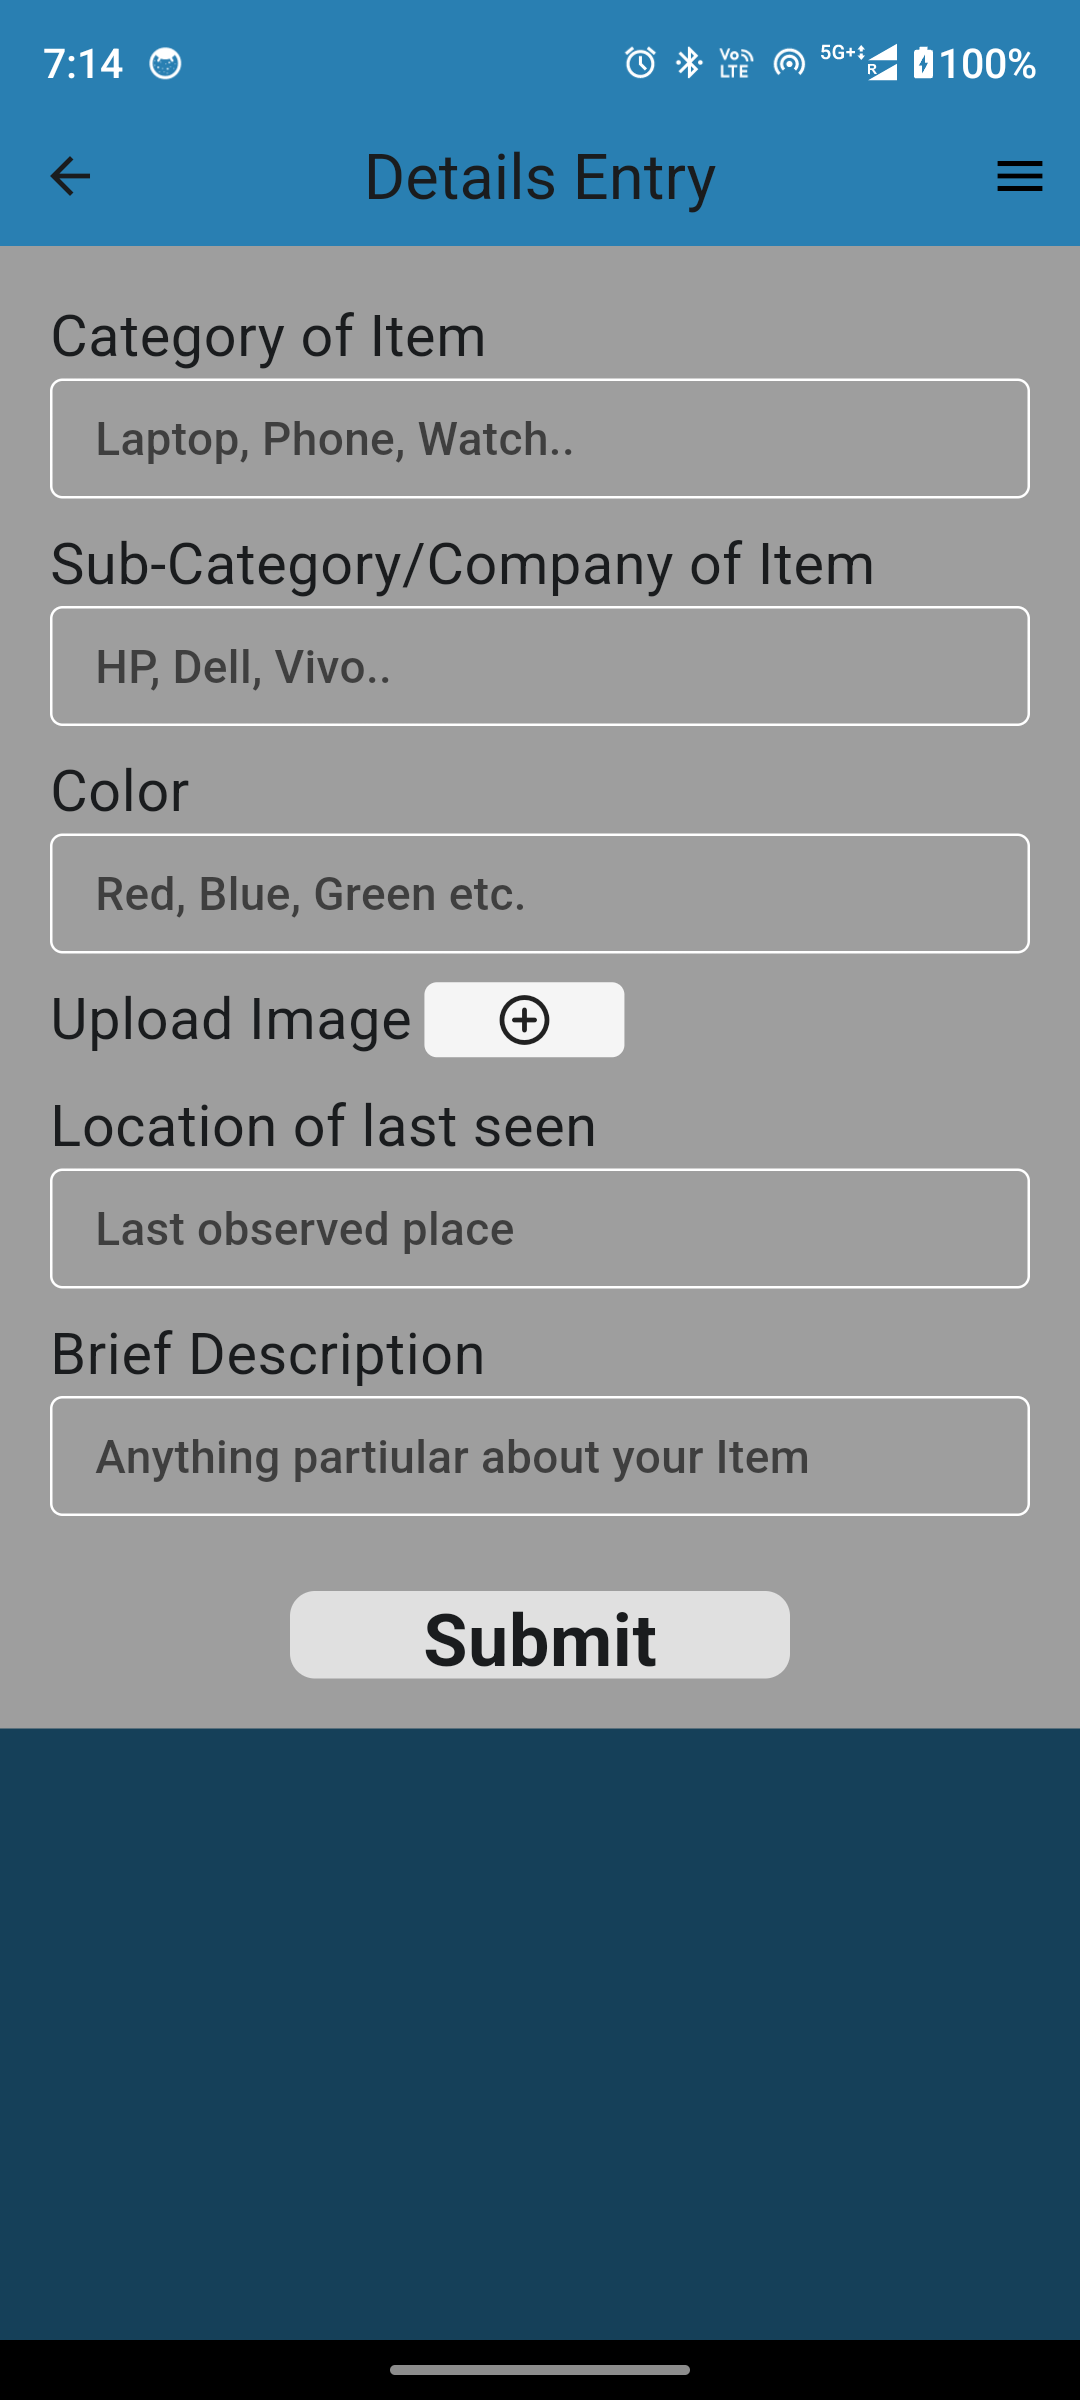 7:14 Vo LTE 5G+ R 100%
Details Entry
Category of Item
Laptop, Phone, Watch..
Sub-Category/Company of Item
HP, Dell, Vivo..
Color
Red, Blue, Green etc.
Upload Image
Location of last seen
Last observed place
Brief Description
Anything partiular about your Item
Submit